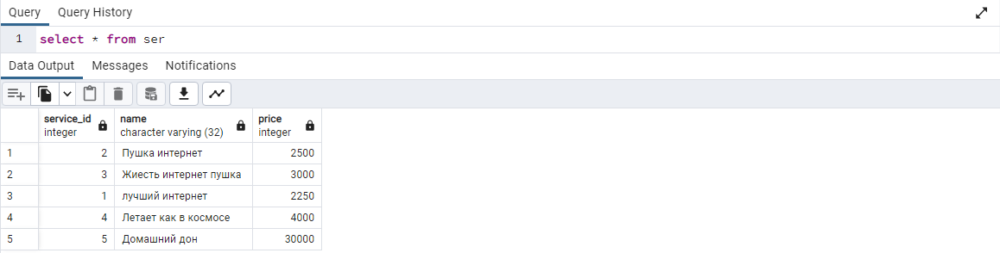 Query Query History
1 select * from ser
Data Output Messages Notifications
service_id name price
integer character varying (32) integer
1 2 Пушка интернет 2500
2 3 Жиесть интернет пушка 3000
3 1 лучший интернет 2250
4 4 Летает как в космосе 4000
5 5 Домашний дон 30000